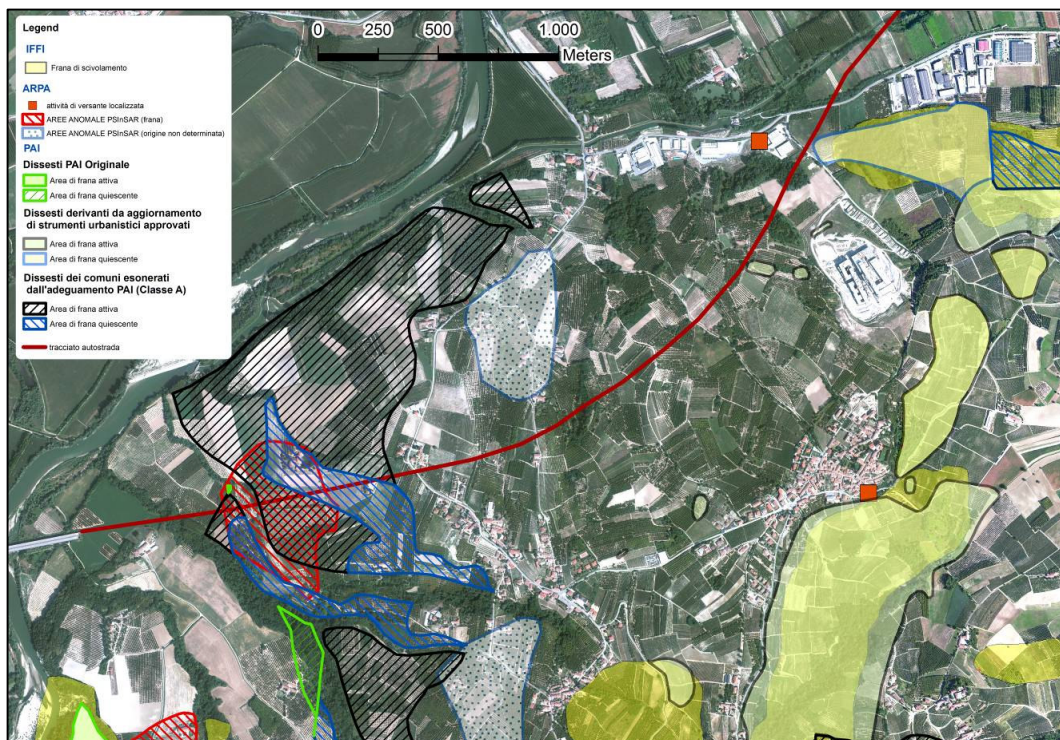 Legend
IFFI
Frana di scivolamento
ARPA
attività di versante localizzata
AREE ANOMALE PSInSAR (frana)
AREE ANOMALE PSInSAR (origine non determinata)
PAI
Dissesti PAI Originale
Area di frana attiva
Area di frana quiescente
Dissesti derivanti da aggiornamento
di strumenti urbanistici approvati
Area di frana attiva
Area di frana quiescente
Dissesti dei comuni esonerati
dall'adeguamento PAI (Classe A)
Area di frana attiva
Area di frana quiescente
tracciato autostrada
0 250 500 1.000
Meters